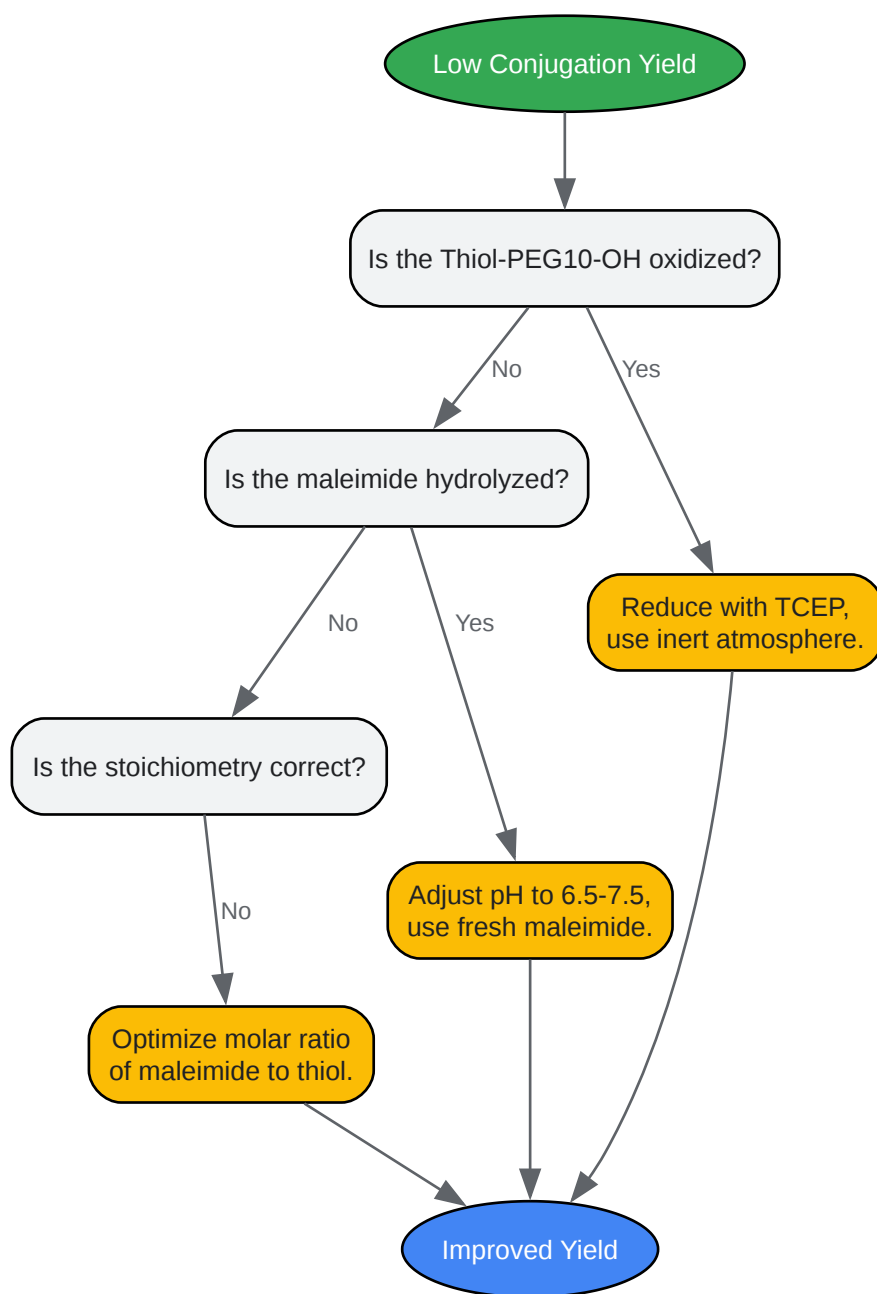 Low Conjugation Yield
Is the Thiol-PEG10-OH oxidized?
No
Yes
Is the maleimide hydrolyzed?
Reduce with TCEP,
use inert atmosphere.
No
Yes
Is the stoichiometry correct?
Adjust pH to 6.5-7.5,
use fresh maleimide.
No
Optimize molar ratio
of maleimide to thiol.
Improved Yield